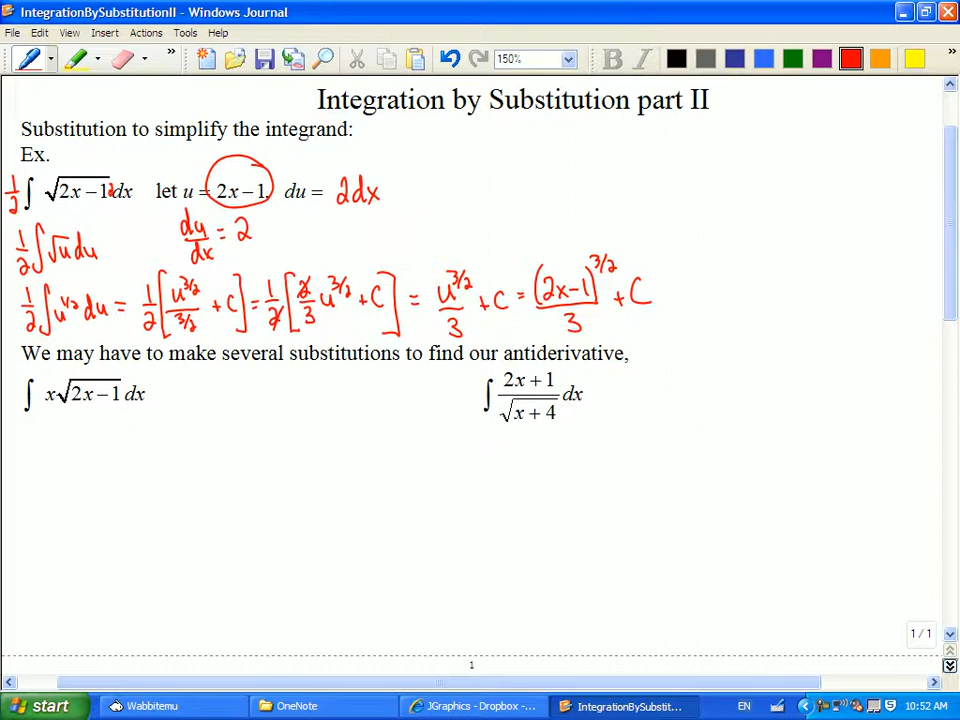 IntegrationBySubstitutionII - Windows Journal
File Edit View Insert Actions Tools Help
150%
Integration by Substitution part II
Substitution to simplify the integrand:
Ex.
1/2 ∫ √(2x − 1) 2dx let u = 2x − 1, du = 2dx
du/dx = 2
1/2 ∫ √u du
1/2 ∫ u^1/2 du = 1/2 [u^3/2 / 3/2 + C] = 1/2 [2/3 u^3/2 + C] = u^3/2 / 3 + C = (2x−1)^3/2 / 3 + C
We may have to make several substitutions to find our antiderivative,
∫ x√(2x − 1) dx ∫ (2x + 1)/√(x + 4) dx
1 / 1
1
start Wabbitemu OneNote JGraphics - Dropbox - ... IntegrationBySubstit... EN 10:52 AM